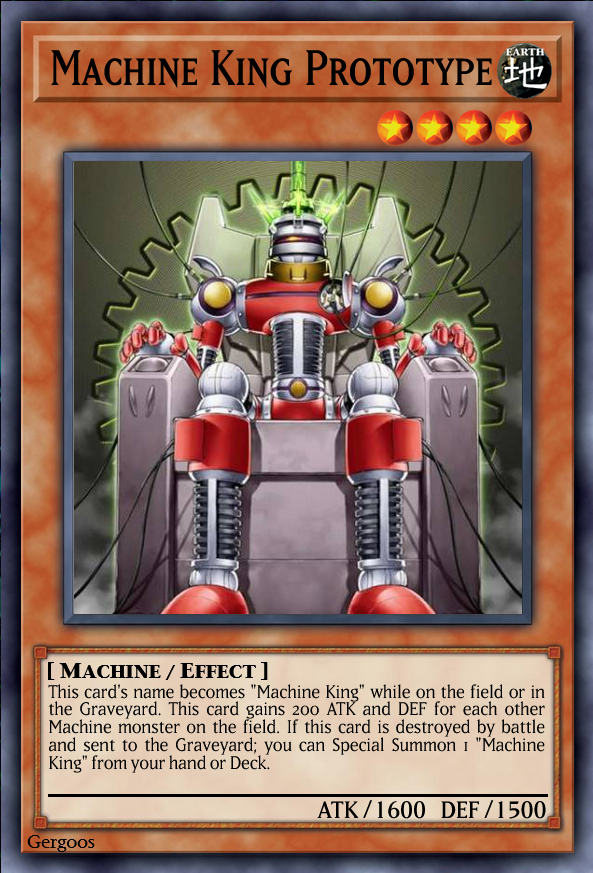 Machine King Prototype
EARTH
地
[ Machine / Effect ]
This card's name becomes "Machine King" while on the field or in
the Graveyard. This card gains 200 ATK and DEF for each other
Machine monster on the field. If this card is destroyed by battle
and sent to the Graveyard; you can Special Summon 1 "Machine
King" from your hand or Deck.
ATK/1600 DEF/1500
Gergoos